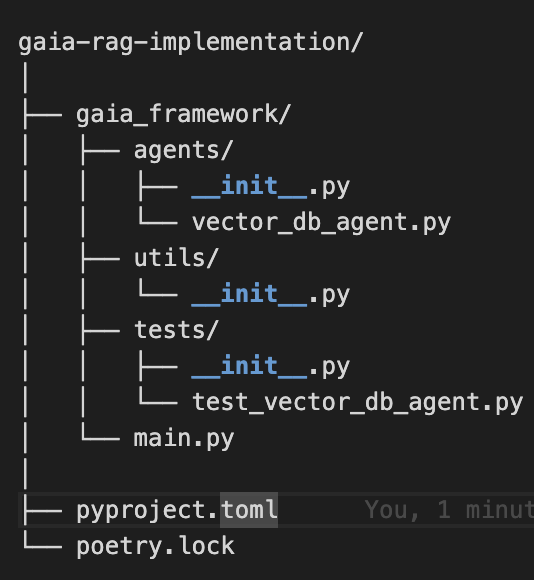 gaia-rag-implementation/
│
├── gaia_framework/
│   ├── agents/
│   │   ├── __init__.py
│   │   └── vector_db_agent.py
│   ├── utils/
│   │   └── __init__.py
│   ├── tests/
│   │   ├── __init__.py
│   │   └── test_vector_db_agent.py
│   └── main.py
│
├── pyproject.toml You, 1 minut
└── poetry.lock